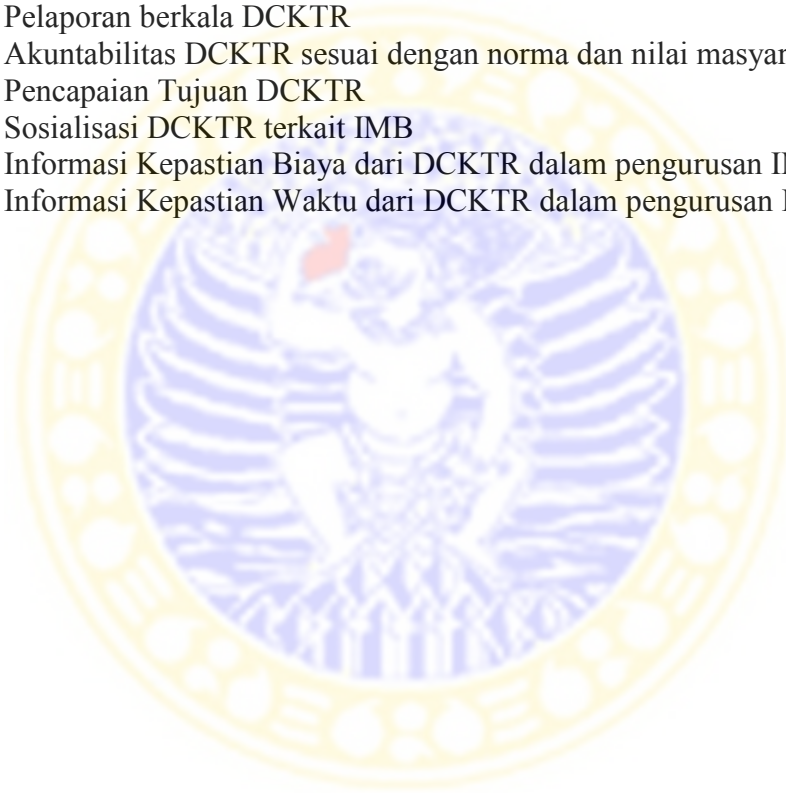 Pelaporan berkala DCKTR
Akuntabilitas DCKTR sesuai dengan norma dan nilai
Pencapaian Tujuan DCKTR
Sosialisasi DCKTR terkait IMB
Informasi Kepastian Biaya dari DCKTR dalam pengurusan
Informasi Kepastian Waktu dari DCKTR dalam pengurusan